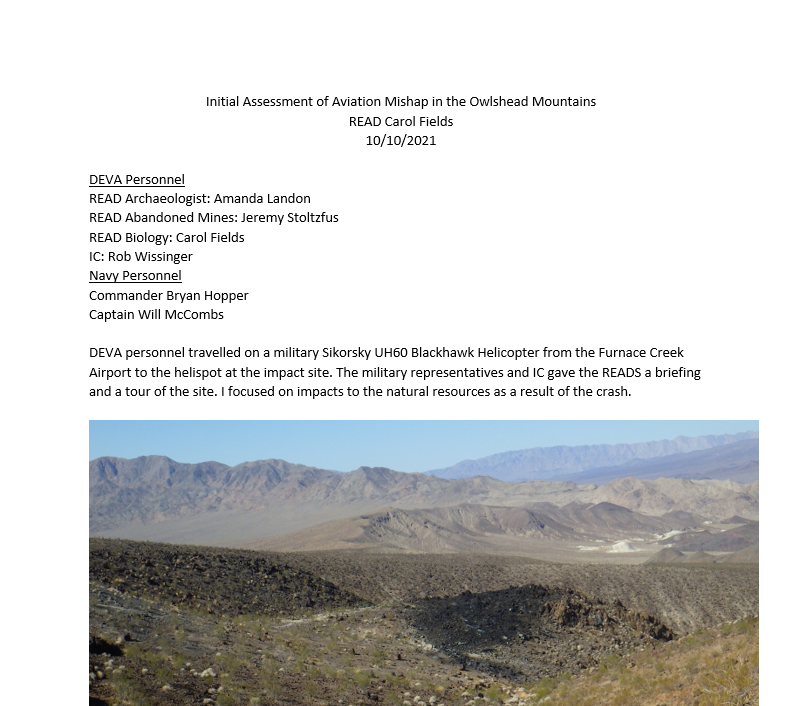 Initial Assessment of Aviation Mishap in the Owlshead Mountains
READ Carol Fields
10/10/2021
DEVA Personnel
READ Archaeologist: Amanda Landon
READ Abandoned Mines: Jeremy Stoltzfus
READ Biology: Carol Fields
IC: Rob Wissinger
Navy Personnel
Commander Bryan Hopper
Captain Will McCombs
DEVA personnel travelled on a military Sikorsky UH60 Blackhawk Helicopter from the Furnace Creek
Airport to the helispot at the impact site. The military representatives and IC gave the READS a briefing
and a tour of the site. I focused on impacts to the natural resources as a result of the crash.